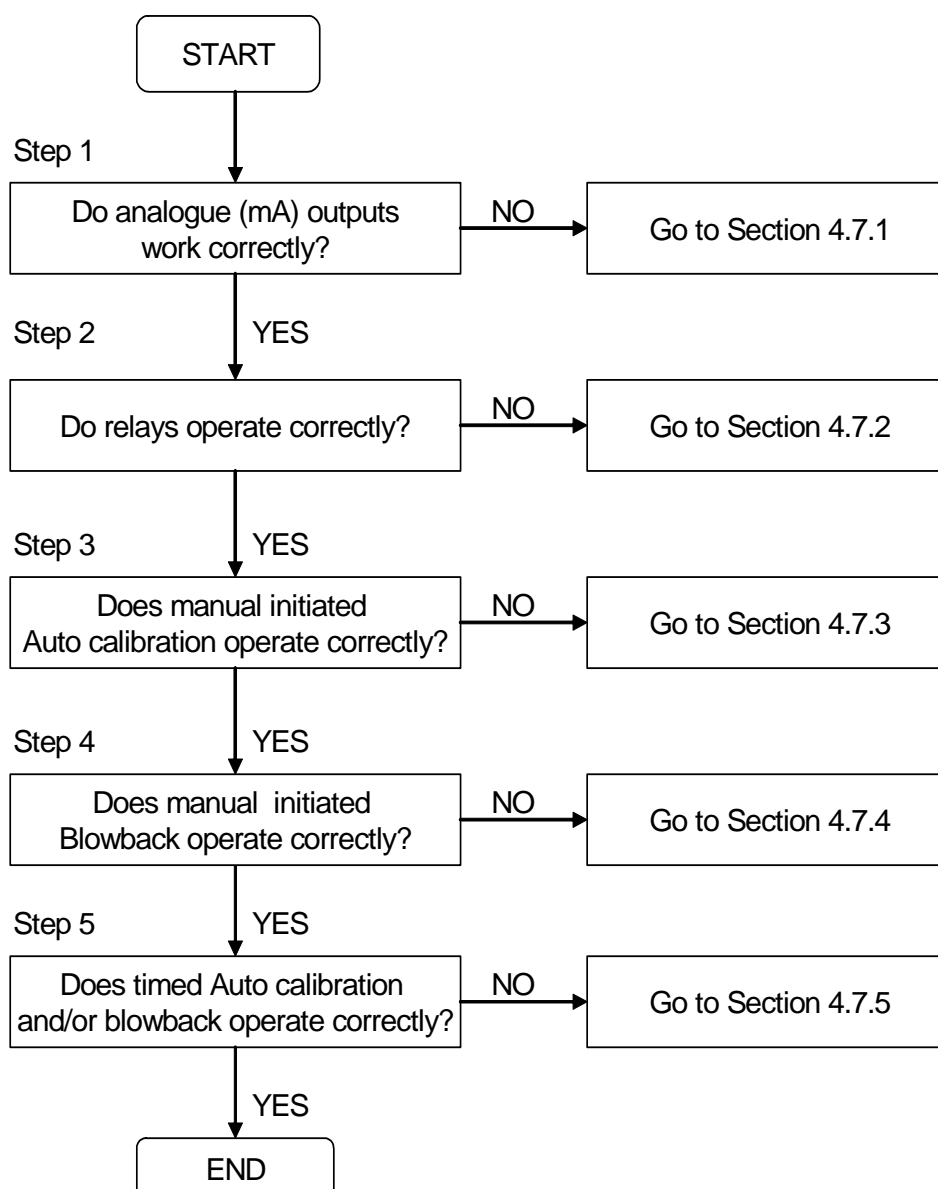 START
Step 1
Do analogue (mA) outputs
work correctly?
NO
Go to Section 4.7.1
Step 2
YES
Do relays operate correctly?
NO
Go to Section 4.7.2
Step 3
YES
Does manual initiated
Auto calibration operate correctly?
NO
Go to Section 4.7.3
Step 4
YES
Does manual initiated
Blowback operate correctly?
NO
Go to Section 4.7.4
Step 5
YES
Does timed Auto calibration
and/or blowback operate correctly?
NO
Go to Section 4.7.5
YES
END